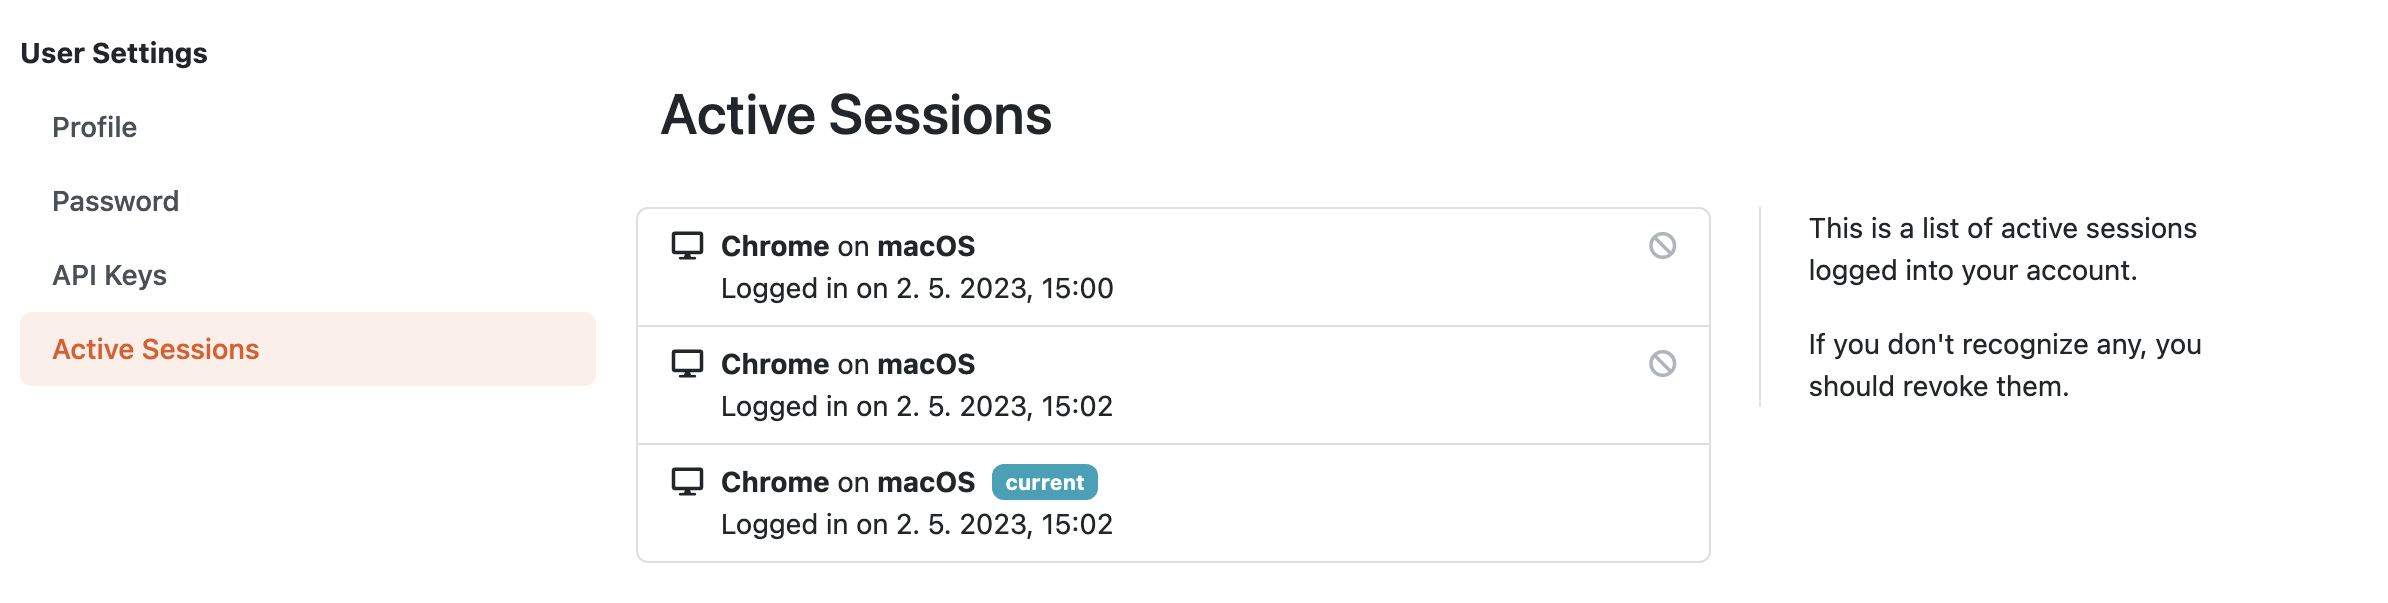 User Settings
Profile
Password
API Keys
Active Sessions
Active Sessions
Chrome on macOS
Logged in on 2. 5. 2023, 15:00
Chrome on macOS
Logged in on 2. 5. 2023, 15:02
Chrome on macOS current
Logged in on 2. 5. 2023, 15:02
This is a list of active sessions
logged into your account.
If you don't recognize any, you
should revoke them.